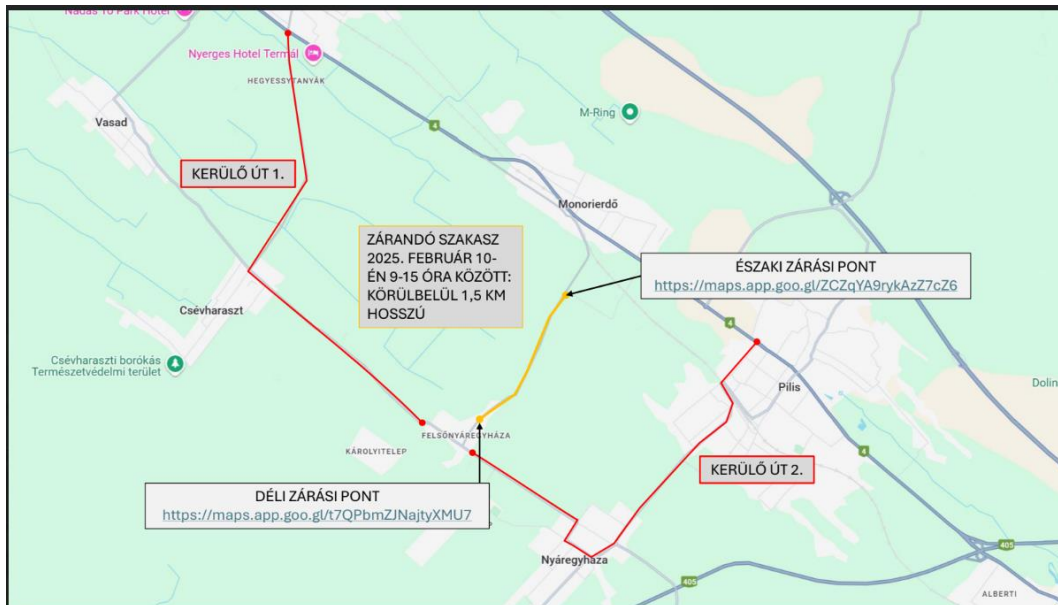 Nádas Tó Park Hotel
Nyerges Hotel Termál
HEGYESSYTANYÁK
M-Ring
Vasad
4
KERÜLŐ ÚT 1.
Monorierdő
ZÁRANDÓ SZAKASZ
2025. FEBRUÁR 10-
ÉN 9-15 ÓRA KÖZÖTT:
KÖRÜLBELÜL 1,5 KM
HOSSZÚ
ÉSZAKI ZÁRÁSI PONT
https://maps.app.goo.gl/ZCZqYA9rykAzZ7cZ6
Csévharaszt
4
Csévharaszti borókás
Természetvédelmi terület
Pilis
Dolin
FELSŐNYÁREGYHÁZA
KÁROLYITELEP
4
KERÜLŐ ÚT 2.
DÉLI ZÁRÁSI PONT
https://maps.app.goo.gl/t7QPbmZJNajtyXMU7
Nyáregyháza
405
405
ALBERTI